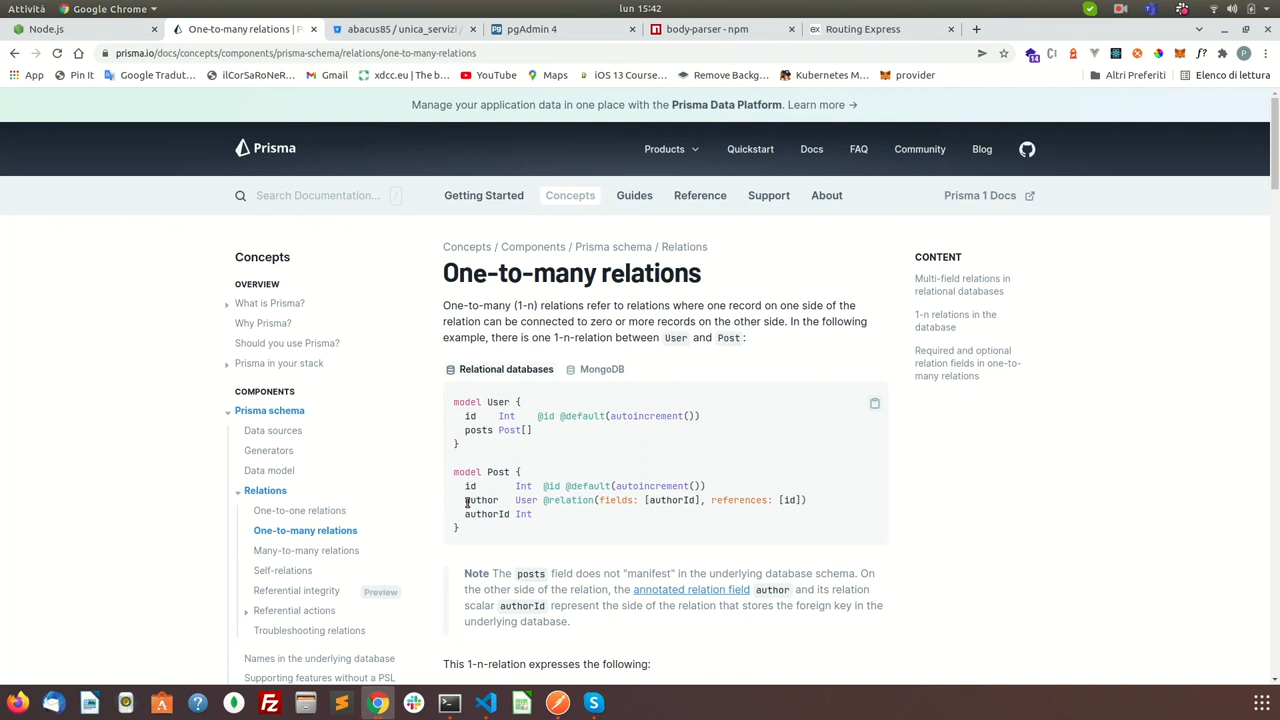 Attività
Google Chrome
lun 15:42
Node.js
One-to-many relations | P
abacus85 / unica_servizi /
pgAdmin 4
body-parser - npm
Routing Express
prisma.io/docs/concepts/components/prisma-schema/relations/one-to-many-relations
App
Pin It
Google Tradut...
ilCorSaRoNeR...
Gmail
xdcc.eu | The b...
YouTube
Maps
iOS 13 Course...
Remove Backg...
Kubernetes M...
provider
Altri Preferiti
Elenco di lettura
Manage your application data in one place with the Prisma Data Platform. Learn more →
Prisma
Products
Quickstart
Docs
FAQ
Community
Blog
Search Documentation... /
Getting Started
Concepts
Guides
Reference
Support
About
Prisma 1 Docs
Concepts
OVERVIEW
What is Prisma?
Why Prisma?
Should you use Prisma?
Prisma in your stack
COMPONENTS
Prisma schema
Data sources
Generators
Data model
Relations
One-to-one relations
One-to-many relations
Many-to-many relations
Self-relations
Referential integrity Preview
Referential actions
Troubleshooting relations
Names in the underlying database
Supporting features without a PSL
Concepts / Components / Prisma schema / Relations
One-to-many relations
One-to-many (1-n) relations refer to relations where one record on one side of the
relation can be connected to zero or more records on the other side. In the following
example, there is one 1-n-relation between User and Post:
Relational databases
MongoDB
model User {
id Int @id @default(autoincrement())
posts Post[]
}
model Post {
id Int @id @default(autoincrement())
author User @relation(fields: [authorId], references: [id])
authorId Int
}
Note The posts field does not "manifest" in the underlying database schema. On
the other side of the relation, the annotated relation field author and its relation
scalar authorId represent the side of the relation that stores the foreign key in the
underlying database.
This 1-n-relation expresses the following:
CONTENT
Multi-field relations in
relational databases
1-n relations in the
database
Required and optional
relation fields in one-to-
many relations